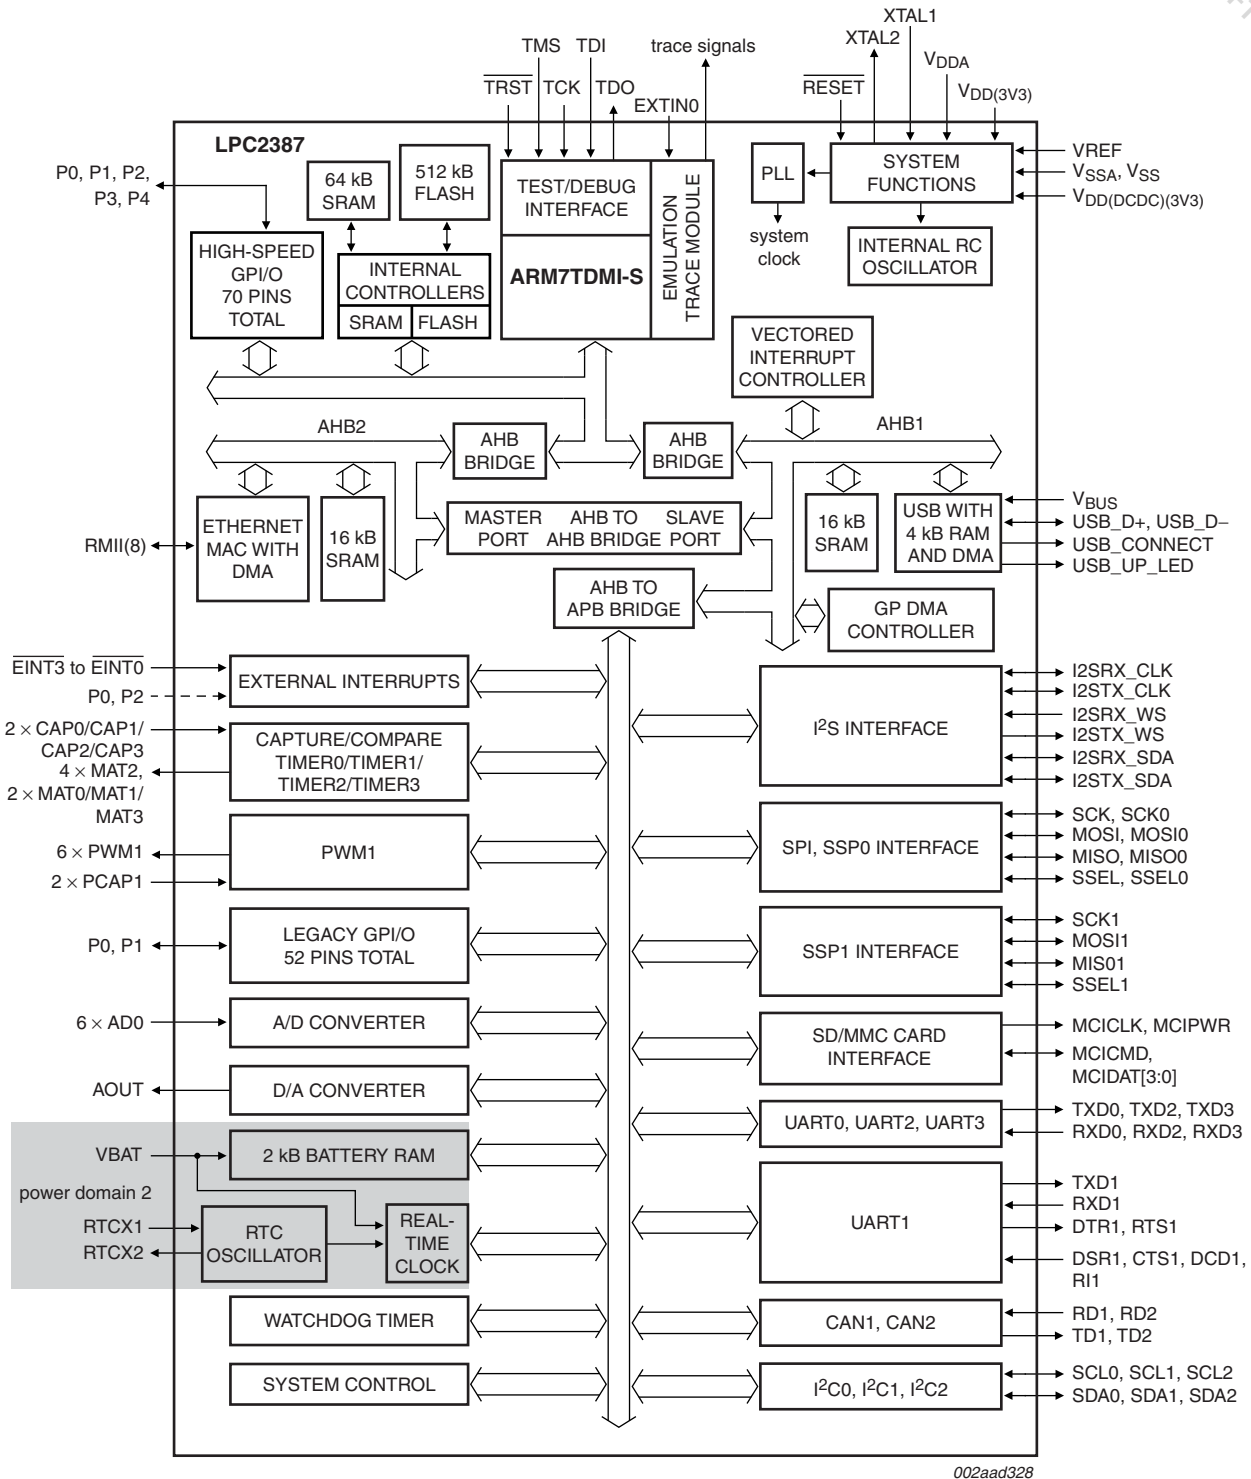 XTAL1
XTAL2
TMS TDI
trace signals
VDDA
TRST
TCK
TDO
RESET
VDD(3V3)
EXTIN0
LPC2387
P0, P1, P2,
P3, P4
64 kB
SRAM
512 kB
FLASH
TEST/DEBUG
INTERFACE
EMULATION
TRACE MODULE
PLL
SYSTEM
FUNCTIONS
VREF
VSSA, VSS
VDD(DCDC)(3V3)
system
clock
INTERNAL RC
OSCILLATOR
HIGH-SPEED
GPI/O
70 PINS
TOTAL
INTERNAL
CONTROLLERS
SRAM FLASH
ARM7TDMI-S
VECTORED
INTERRUPT
CONTROLLER
AHB2
AHB
BRIDGE
AHB
BRIDGE
AHB1
ETHERNET
MAC WITH
DMA
16 kB
SRAM
MASTER
PORT
AHB TO
AHB BRIDGE
SLAVE
PORT
16 kB
SRAM
USB WITH
4 kB RAM
AND DMA
VBUS
USB_D+, USB_D−
USB_CONNECT
USB_UP_LED
RMII(8)
AHB TO
APB BRIDGE
GP DMA
CONTROLLER
EINT3 to EINT0
P0, P2
EXTERNAL INTERRUPTS
I2S INTERFACE
I2SRX_CLK
I2STX_CLK
I2SRX_WS
I2STX_WS
I2SRX_SDA
I2STX_SDA
2 × CAP0/CAP1/
CAP2/CAP3
4 × MAT2,
2 × MAT0/MAT1/
MAT3
CAPTURE/COMPARE
TIMER0/TIMER1/
TIMER2/TIMER3
6 × PWM1
2 × PCAP1
PWM1
SPI, SSP0 INTERFACE
SCK, SCK0
MOSI, MOSI0
MISO, MISO0
SSEL, SSEL0
P0, P1
LEGACY GPI/O
52 PINS TOTAL
SSP1 INTERFACE
SCK1
MOSI1
MIS01
SSEL1
6 × AD0
A/D CONVERTER
SD/MMC CARD
INTERFACE
MCICLK, MCIPWR
MCICMD,
MCIDAT[3:0]
AOUT
D/A CONVERTER
UART0, UART2, UART3
TXD0, TXD2, TXD3
RXD0, RXD2, RXD3
VBAT
2 kB BATTERY RAM
power domain 2
RTCX1
RTCX2
RTC
OSCILLATOR
REAL-
TIME
CLOCK
UART1
TXD1
RXD1
DTR1, RTS1
DSR1, CTS1, DCD1,
RI1
WATCHDOG TIMER
CAN1, CAN2
RD1, RD2
TD1, TD2
SYSTEM CONTROL
I2C0, I2C1, I2C2
SCL0, SCL1, SCL2
SDA0, SDA1, SDA2
002aad328